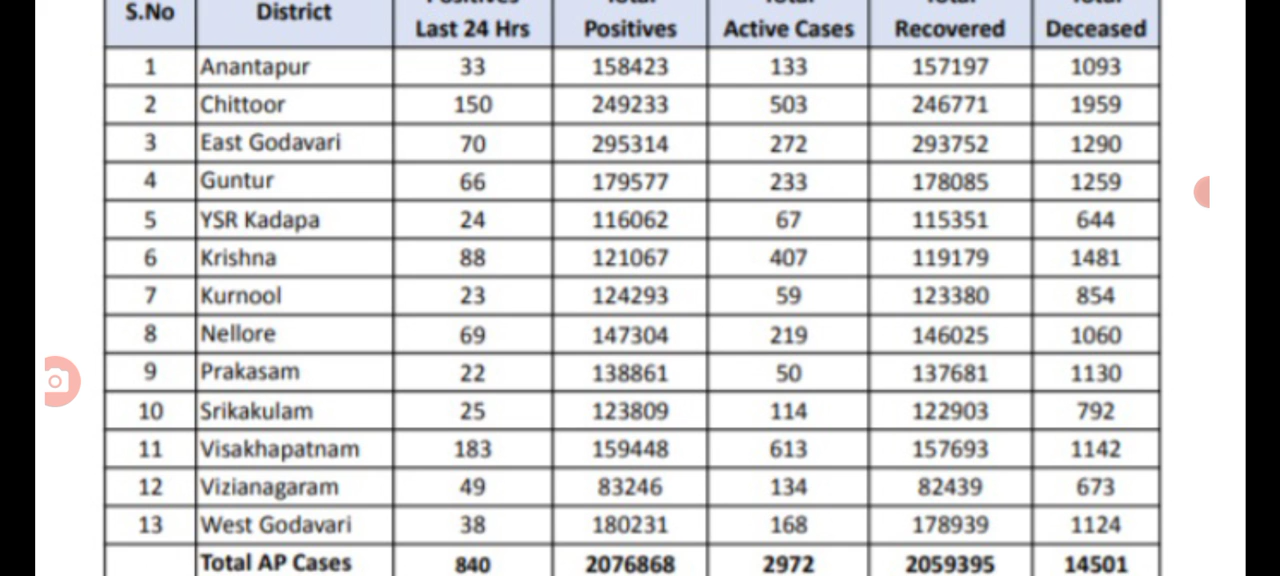 S.No District Last 24 Hrs Positives Active Cases Recovered Deceased
1 Anantapur 33 158423 133 157197 1093
2 Chittoor 150 249233 503 246771 1959
3 East Godavari 70 295314 272 293752 1290
4 Guntur 66 179577 233 178085 1259
5 YSR Kadapa 24 116062 67 115351 644
6 Krishna 88 121067 407 119179 1481
7 Kurnool 23 124293 59 123380 854
8 Nellore 69 147304 219 146025 1060
9 Prakasam 22 138861 50 137681 1130
10 Srikakulam 25 123809 114 122903 792
11 Visakhapatnam 183 159448 613 157693 1142
12 Vizianagaram 49 83246 134 82439 673
13 West Godavari 38 180231 168 178939 1124
Total AP Cases 840 2076868 2972 2059395 14501